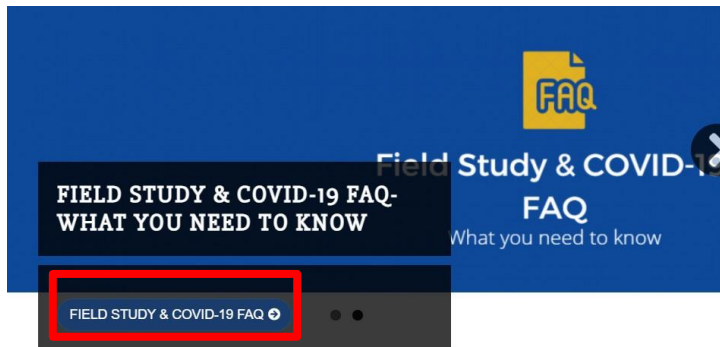 FAQ
Field Study & COVID-19
FAQ
What you need to know
FIELD STUDY & COVID-19 FAQ-
WHAT YOU NEED TO KNOW
FIELD STUDY & COVID-19 FAQ